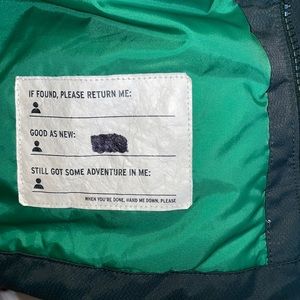 IF FOUND, PLEASE RETURN ME:
GOOD AS NEW:
STILL GOT SOME ADVENTURE IN ME:
WHEN YOU'RE DONE, HAND ME DOWN, PLEASE